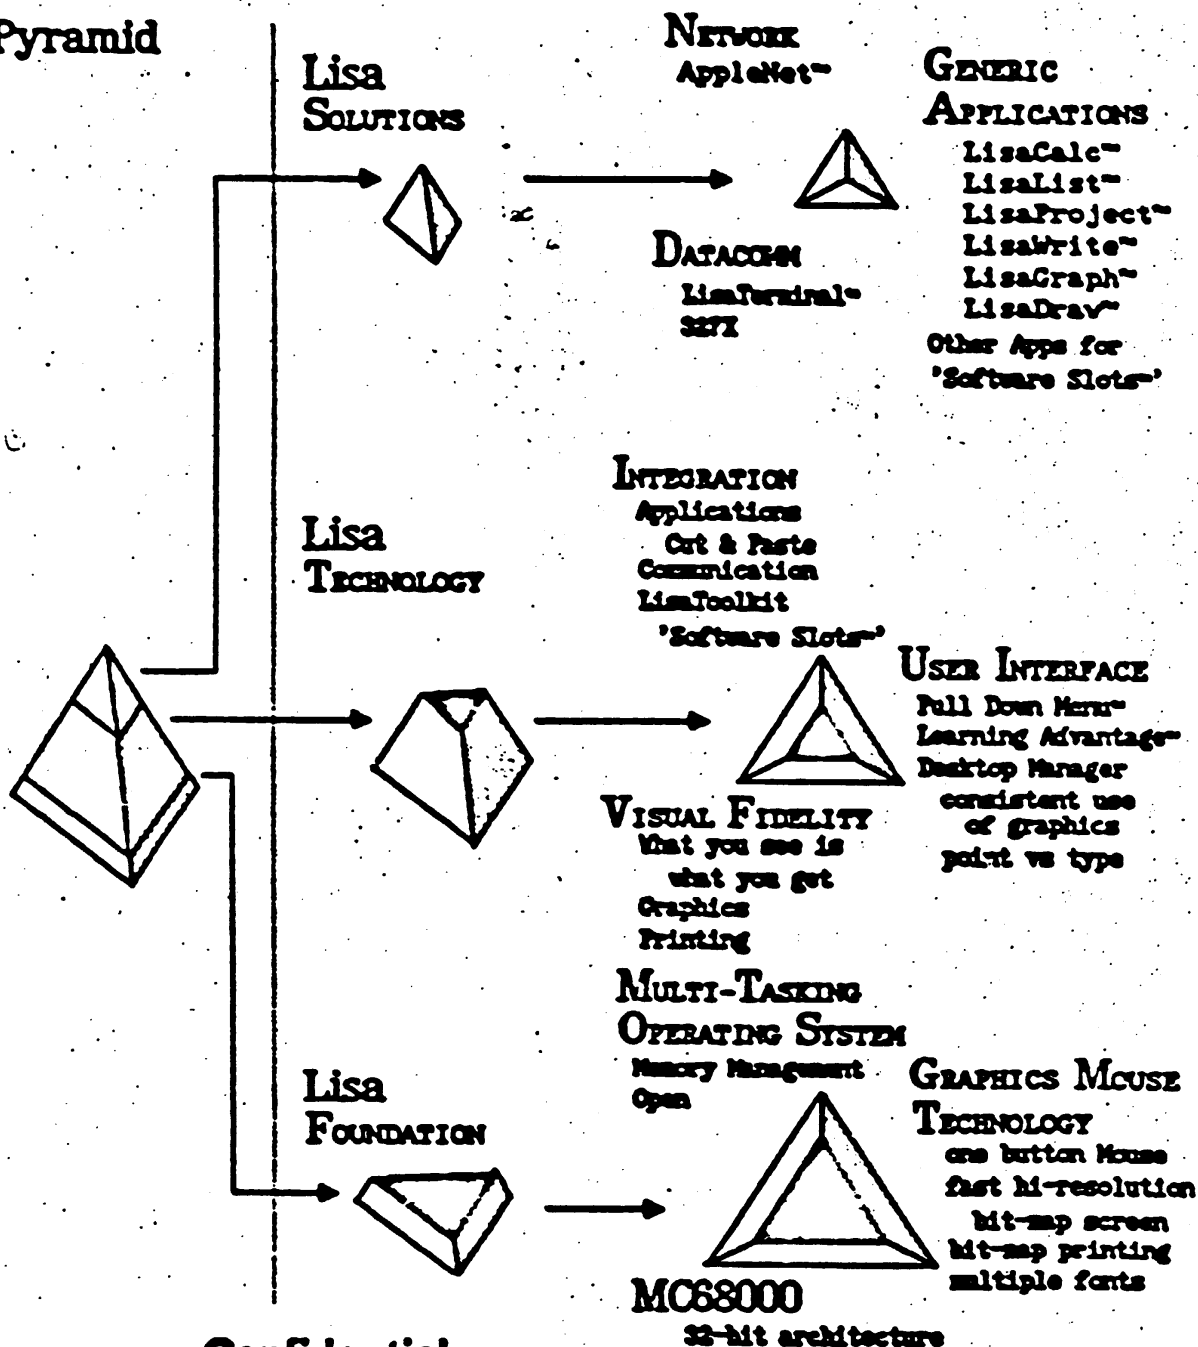 Pyramid
Lisa
SOLUTIONS
NETWORK
AppleNet™
DATACOMM
LisaTerminal™
327X
GENERIC
APPLICATIONS
LisaCalc™
LisaList™
LisaProject™
LisaWrite™
LisaGraph™
LisaDraw™
Other Apps for
'Software Slots™'
Lisa
TECHNOLOGY
INTEGRATION
Applications
Cut & Paste
Communication
LisaToolkit
'Software Slots™'
USER INTERFACE
Pull Down Menu™
Learning Advantage™
Desktop Manager
consistent use
of graphics
point vs type
VISUAL FIDELITY
What you see is
what you get
Graphics
Printing
Lisa
FOUNDATION
MULTI-TASKING
OPERATING SYSTEM
Memory Management
Open
GRAPHICS MOUSE
TECHNOLOGY
one button Mouse
fast hi-resolution
bit-map screen
bit-map printing
multiple fonts
MC68000
32-bit architecture
Confidential